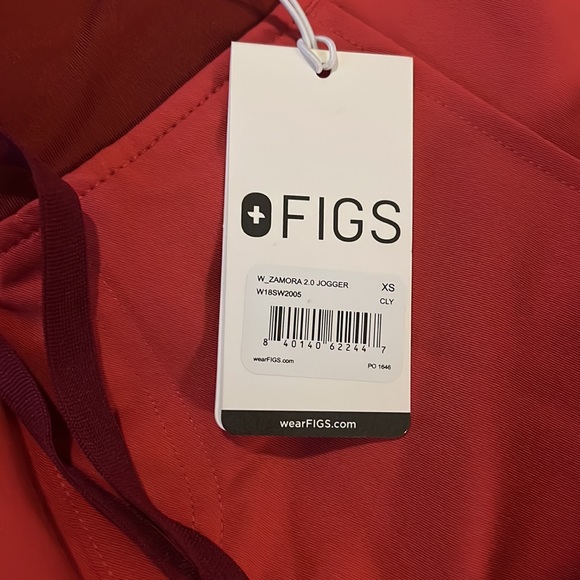 FIGS
W_ZAMORA 2.0 JOGGER XS
W18SW2005 CLY
8 40140 62244 7
wearFIGS.com PO 1646
wearFIGS.com